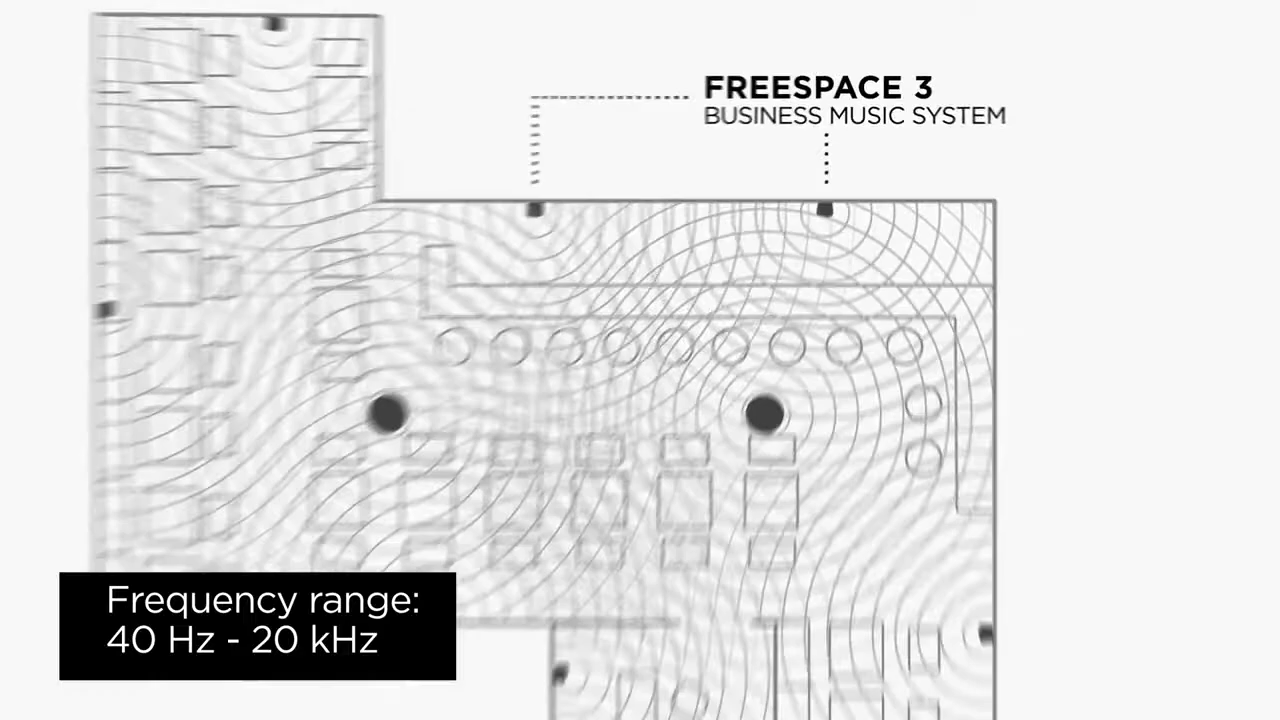 FREESPACE 3
BUSINESS MUSIC SYSTEM
Frequency range:
40 Hz - 20 kHz